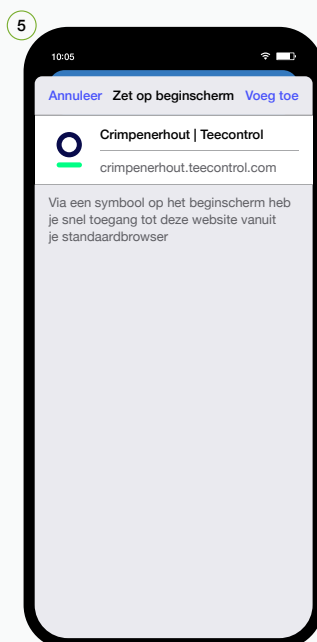 5
10:05
Annuleer Zet op beginscherm Voeg toe
Crimpenerhout | Teecontrol
crimpenerhout.teecontrol.com
Via een symbool op het beginscherm heb
je snel toegang tot deze website vanuit
je standaardbrowser